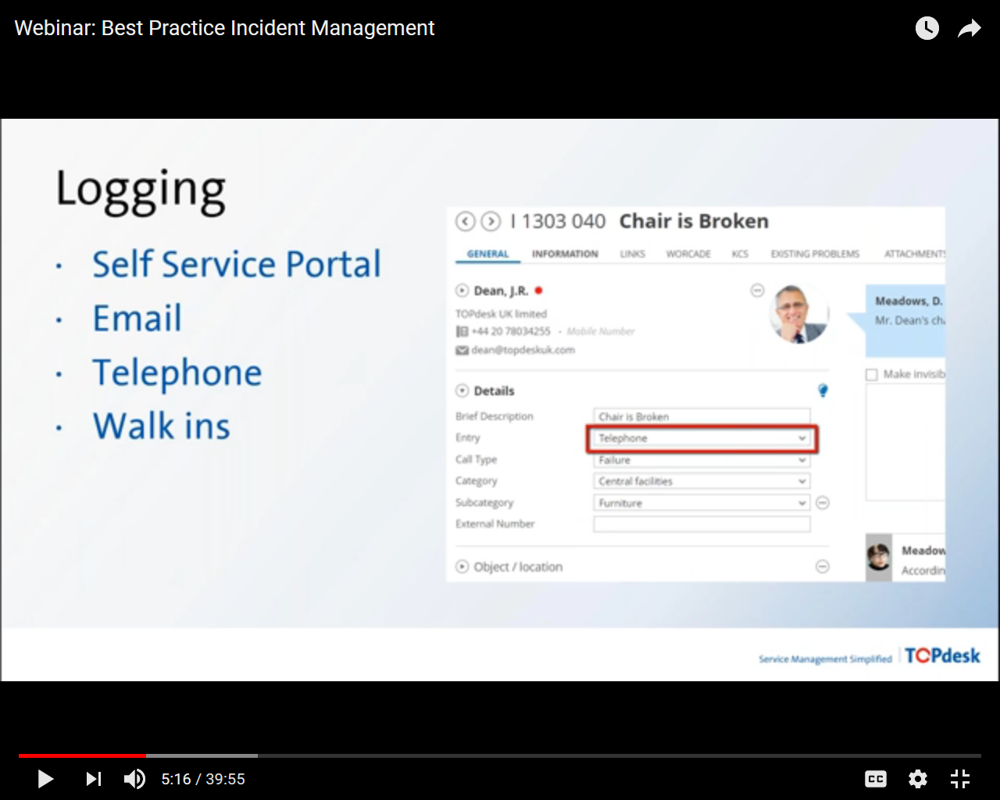 Webinar: Best Practice Incident Management
Logging
· Self Service Portal
· Email
· Telephone
· Walk ins
I 1303 040 Chair is Broken
GENERAL INFORMATION LINKS WORCADE KCS EXISTING PROBLEMS ATTACHMENTS
Dean, J.R.
TOPdesk UK limited
+44 20 78034255 - Mobile Number
dean@topdeskuk.com
Meadows, D.
Mr. Dean's cha
Make invisib
Details
Brief Description Chair is Broken
Entry Telephone
Call Type Failure
Category Central facilities
Subcategory Furniture
External Number
Object / location
Meadow
Accordin
Service Management Simplified TOPdesk
5:16 / 39:55
CC